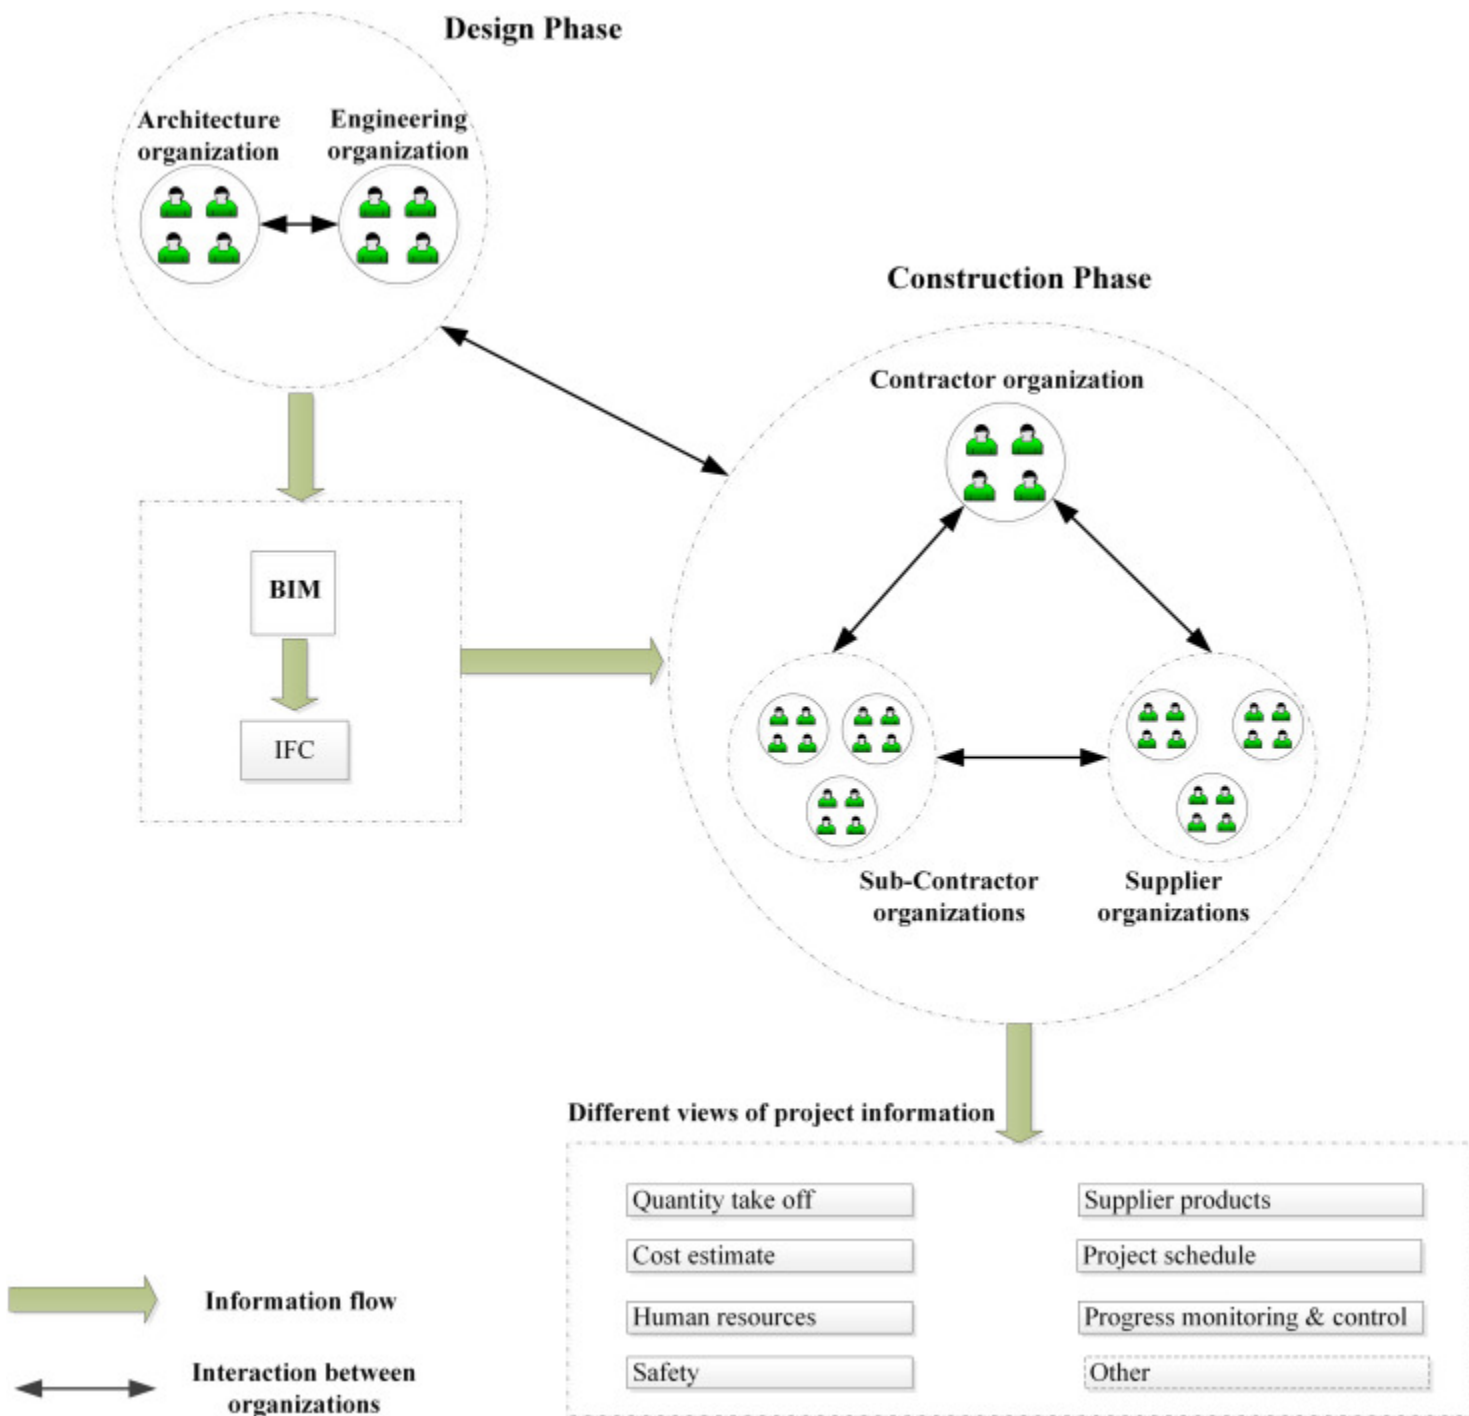 Design Phase
Architecture
organization
Engineering
organization
Construction Phase
Contractor organization
BIM
IFC
Sub-Contractor
organizations
Supplier
organizations
Different views of project information
Quantity take off
Supplier products
Cost estimate
Project schedule
Human resources
Progress monitoring & control
Safety
Other
Information flow
Interaction between
organizations